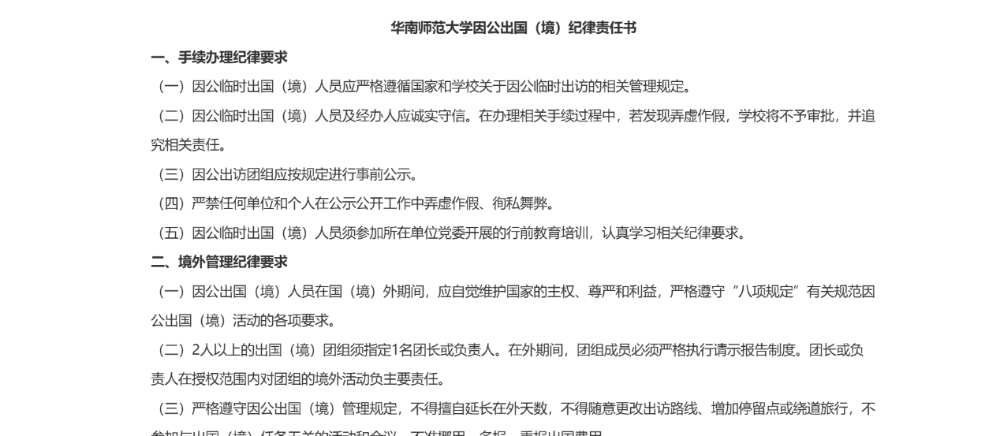 华南师范大学因公出国（境）纪律责任书
一、手续办理纪律要求
（一）因公临时出国（境）人员应严格遵循国家和学校关于因公临时出访的相关管理规定。
（二）因公临时出国（境）人员及经办人应诚实守信。在办理相关手续过程中，若发现弄虚作假，学校将不予审批，并追
究相关责任。
（三）因公出访团组应按规定进行事前公示。
（四）严禁任何单位和个人在公示公开工作中弄虚作假、徇私舞弊。
（五）因公临时出国（境）人员须参加所在单位党委开展的行前教育培训，认真学习相关纪律要求。
二、境外管理纪律要求
（一）因公出国（境）人员在国（境）外期间，应自觉维护国家的主权、尊严和利益，严格遵守“八项规定”有关规范因
公出国（境）活动的各项要求。
（二）2人以上的出国（境）团组须指定1名团长或负责人。在外期间，团组成员必须严格执行请示报告制度。团长或负
责人在授权范围内对团组的境外活动负主要责任。
（三）严格遵守因公出国（境）管理规定，不得擅自延长在外天数，不得随意更改出访路线、增加停留点或绕道旅行，不
参加与出国（境）任务无关的活动和会议，不准挪用、多报、重报出国费用